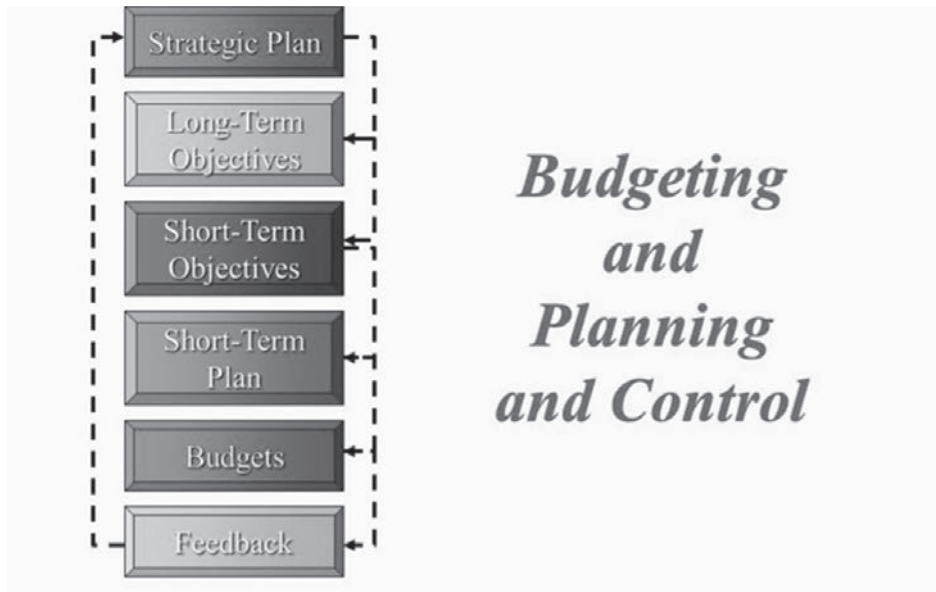 Strategic Plan
Long-Term
Objectives
Short-Term
Objectives
Short-Term
Plan
Budgets
Feedback
Budgeting
and
Planning
and Control